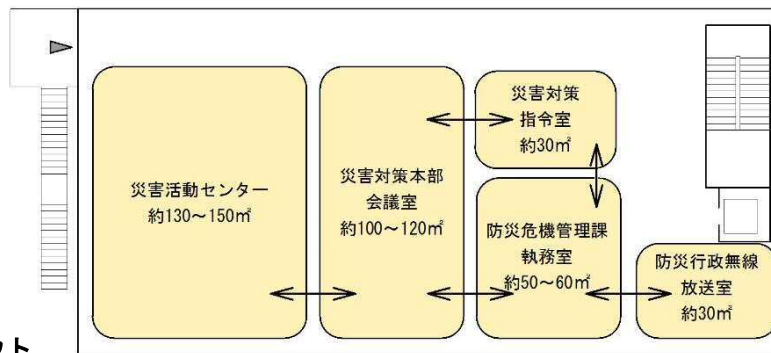 災害活動センター
約130～150㎡
災害対策本部
会議室
約100～120㎡
災害対策
指令室
約30㎡
防災危機管理課
執務室
約50～60㎡
防災行政無線
放送室
約30㎡